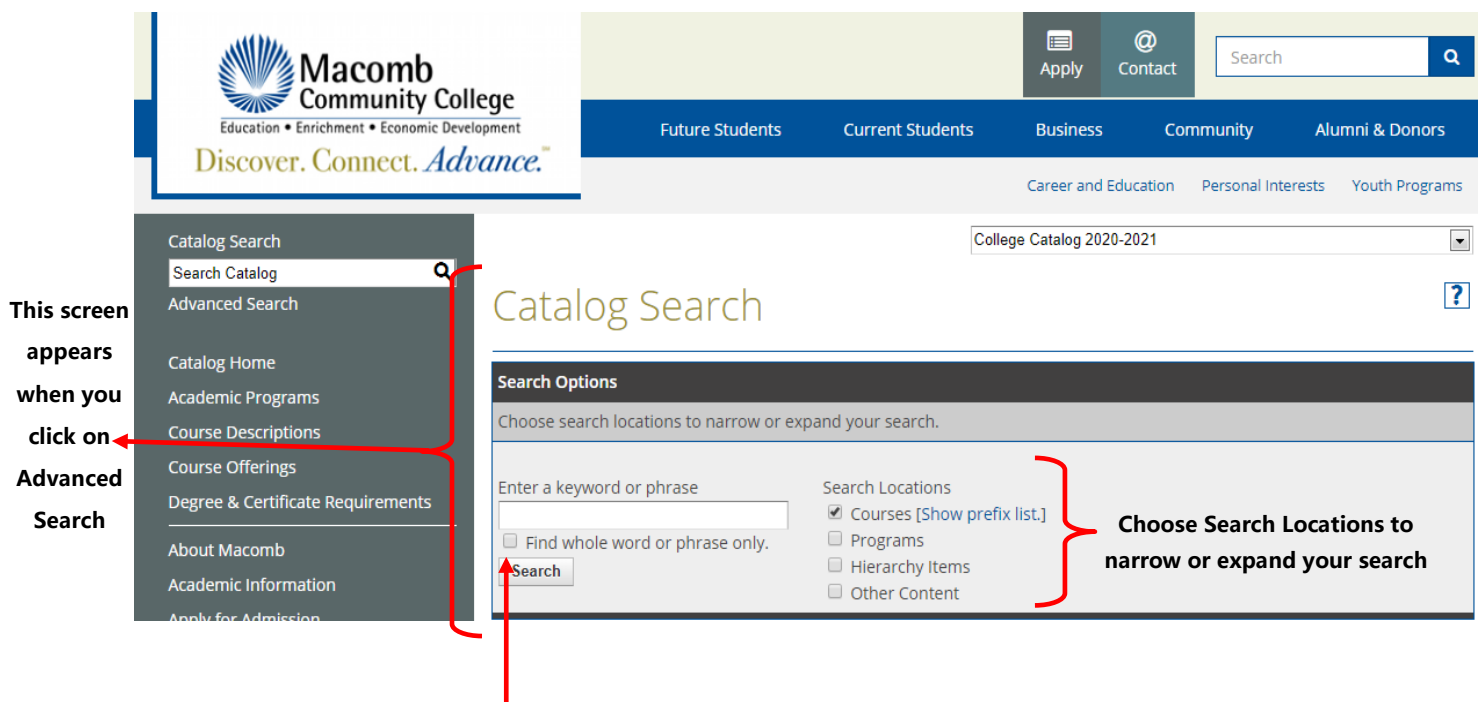 Macomb
Community College
Education • Enrichment • Economic Development
Discover. Connect. Advance.
Apply
@
Contact
Search
Future Students
Current Students
Business
Community
Alumni & Donors
Career and Education
Personal Interests
Youth Programs
This screen
appears
when you
click on
Advanced
Search
Catalog Search
Search Catalog
Advanced Search
Catalog Home
Academic Programs
Course Descriptions
Course Offerings
Degree & Certificate Requirements
About Macomb
Academic Information
Apply for Admission
College Catalog 2020-2021
Catalog Search
?
Search Options
Choose search locations to narrow or expand your search.
Enter a keyword or phrase
Find whole word or phrase only.
Search
Search Locations
Courses [Show prefix list.]
Programs
Hierarchy Items
Other Content
Choose Search Locations to
narrow or expand your search